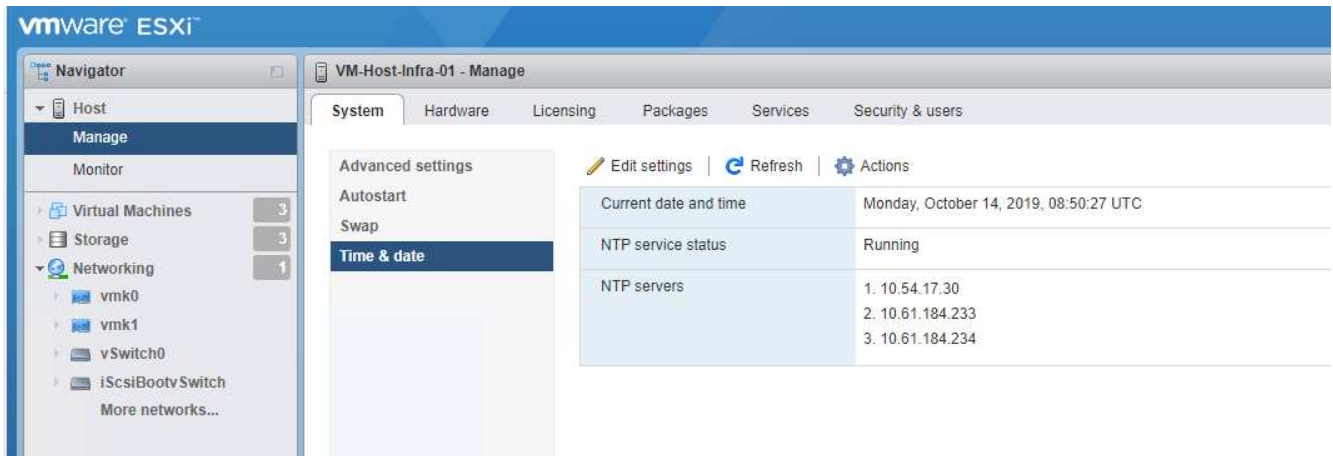 vmware ESXi™
Navigator
Host
Manage
Monitor
Virtual Machines 3
Storage 3
Networking 1
vmk0
vmk1
vSwitch0
iScsiBootvSwitch
More networks...
VM-Host-Infra-01 - Manage
System Hardware Licensing Packages Services Security & users
Advanced settings
Autostart
Swap
Time & date
Edit settings | Refresh | Actions
Current date and time Monday, October 14, 2019, 08:50:27 UTC
NTP service status Running
NTP servers 1. 10.54.17.30
2. 10.61.184.233
3. 10.61.184.234